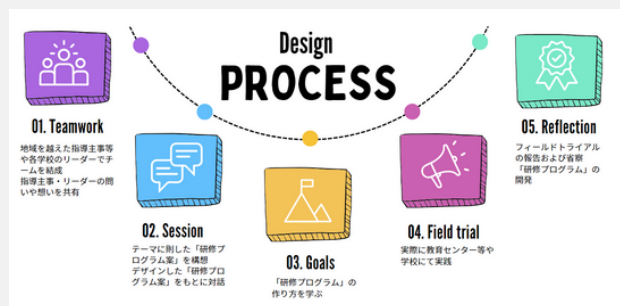 Design
PROCESS
01. Teamwork
地域を越えた指導主事等
や各学校のリーダーでチ
ームを結成
指導主事・リーダーの問
いや想いを共有
02. Session
テーマに則した「研修プ
ログラム案」を構想
デザインした「研修プロ
グラム案」をもとに対話
03. Goals
「研修プログラム」の
作り方を学ぶ
04. Field trial
実際に教育センター等や
学校にて実践
05. Reflection
フィールドトライアル
の報告および省察
「研修プログラム」の
開発